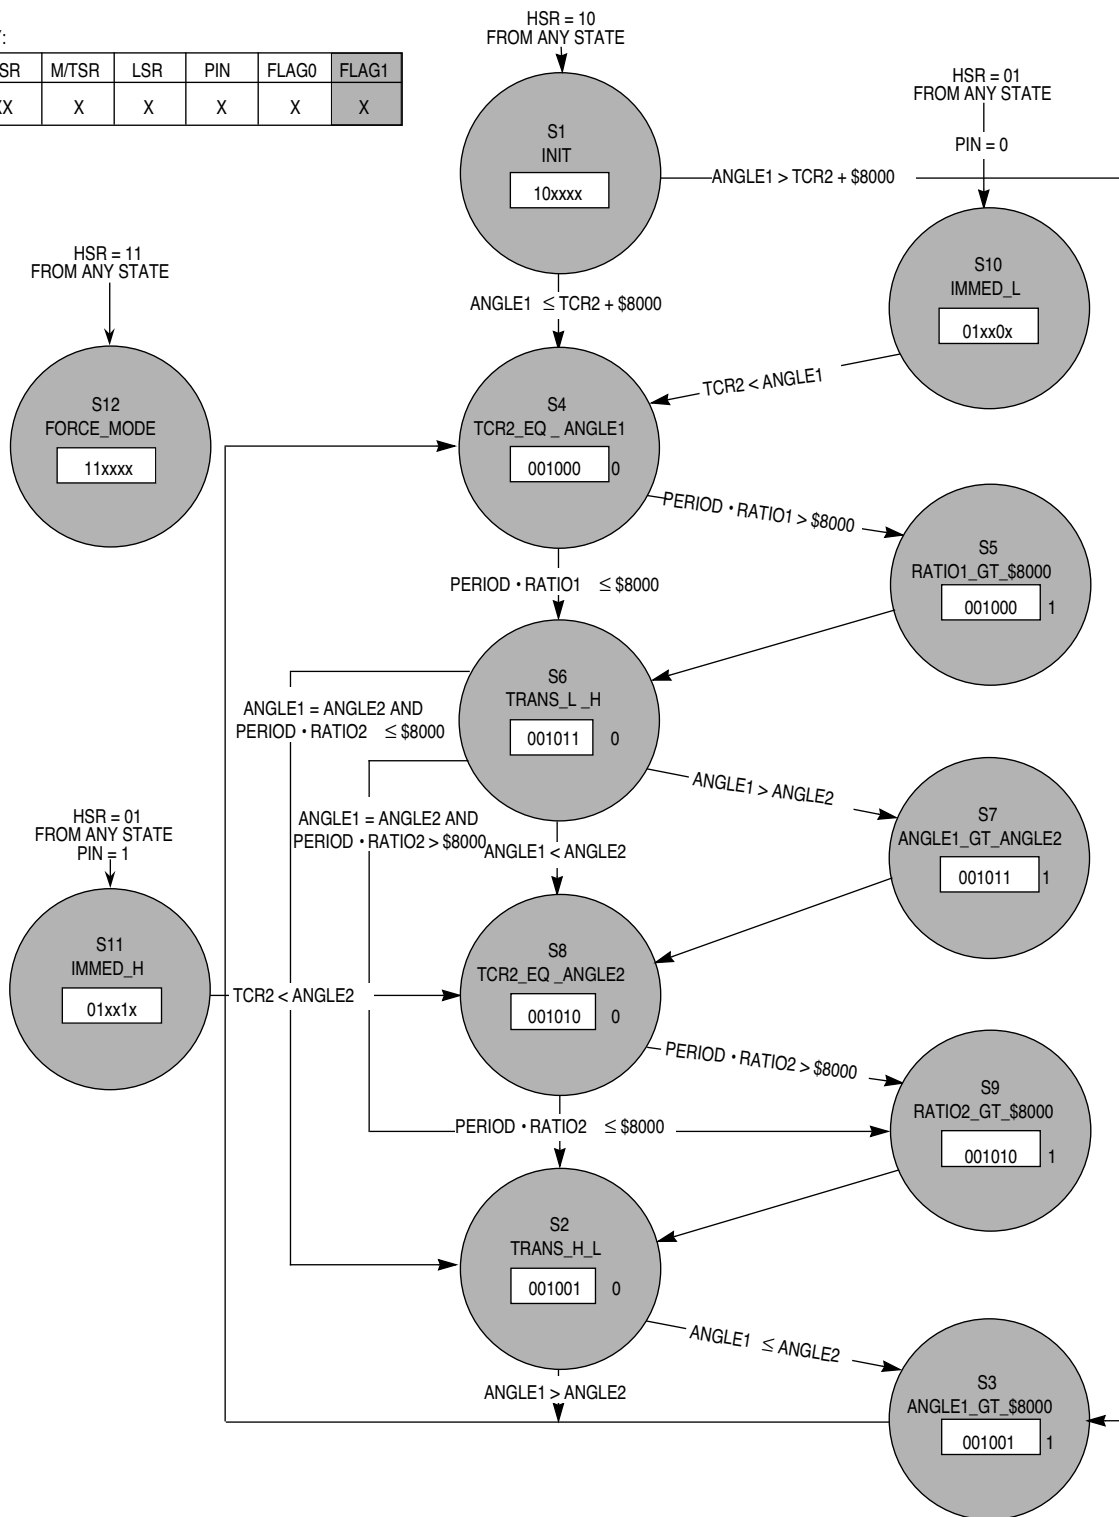 HSR = 10
FROM ANY STATE
SR M/TSR LSR PIN FLAG0 FLAG1
X X X X X
HSR = 01
FROM ANY STATE
PIN = 0
S1
INIT
10xxxx
ANGLE1 > TCR2 + $8000
HSR = 11
FROM ANY STATE
S10
IMMED_L
01xx0x
ANGLE1 ≤ TCR2 + $8000
TCR2 < ANGLE1
S12
FORCE_MODE
11xxxx
S4
TCR2_EQ _ ANGLE1
001000 0
PERIOD • RATIO1 > $8000
S5
RATIO1_GT_$8000
001000 1
PERIOD • RATIO1 ≤ $8000
S6
TRANS_L _H
001011 0
ANGLE1 = ANGLE2 AND
PERIOD • RATIO2 ≤ $8000
ANGLE1 > ANGLE2
S7
ANGLE1_GT_ANGLE2
001011 1
ANGLE1 = ANGLE2 AND
PERIOD • RATIO2 > $8000
ANGLE1 < ANGLE2
HSR = 01
FROM ANY STATE
PIN = 1
S11
IMMED_H
01xx1x
TCR2 < ANGLE2
S8
TCR2_EQ _ANGLE2
001010 0
PERIOD • RATIO2 > $8000
S9
RATIO2_GT_$8000
001010 1
PERIOD • RATIO2 ≤ $8000
S2
TRANS_H_L
001001 0
ANGLE1 ≤ ANGLE2
S3
ANGLE1_GT_$8000
001001 1
ANGLE1 > ANGLE2